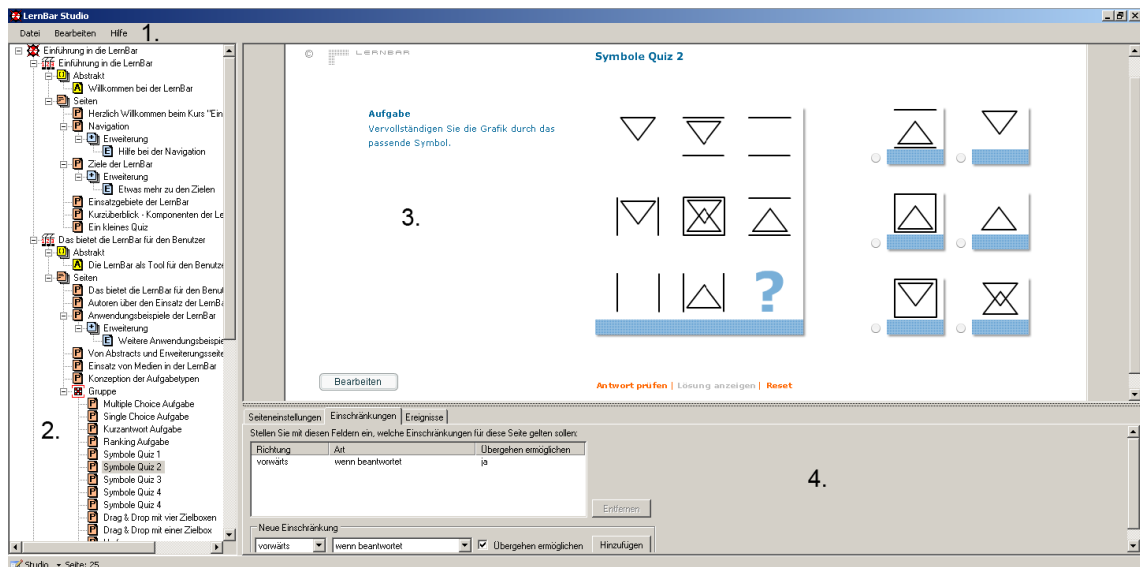 LernBar Studio
Datei Bearbeiten Hilfe 1.
Einführung in die LernBar
Einführung in die LernBar
Abstrakt
Willkommen bei der LernBar
Seiten
Herzlich Willkommen beim Kurs "Ein
Navigation
Erweiterung
Hilfe bei der Navigation
Ziele der LernBar
Erweiterung
Etwas mehr zu den Zielen
Einsatzgebiete der LernBar
Kurzüberblick - Komponenten der Le
Ein kleines Quiz
Das bietet die LernBar für den Benutzer
Abstrakt
Die LernBar als Tool für den Benutze
Seiten
Das bietet die LernBar für den Benut
Autoren über den Einsatz der LernBa
Anwendungsbeispiele der LernBar
Erweiterung
Weitere Anwendungsbeispie
Von Abstracts und Erweiterungsseite
Einsatz von Medien in der LernBar
Konzeption der Aufgabetypen
Gruppe
Multiple Choice Aufgabe
Single Choice Aufgabe
Kurzantwort Aufgabe
2.
Ranking Aufgabe
Symbole Quiz 1
Symbole Quiz 2
Symbole Quiz 3
Symbole Quiz 4
Symbole Quiz 4
Drag & Drop mit vier Zielboxen
Drag & Drop mit einer Zielbox
© LERNBAR
Symbole Quiz 2
Aufgabe
Vervollständigen Sie die Grafik durch das
passende Symbol.
3.
?
Bearbeiten
Antwort prüfen | Lösung anzeigen | Reset
Seiteneinstellungen Einschränkungen Ereignisse
Stellen Sie mit diesen Feldern ein, welche Einschränkungen für diese Seite gelten sollen:
Richtung Art Übergehen ermöglichen
vorwärts wenn beantwortet ja
4.
Entfernen
Neue Einschränkung
vorwärts wenn beantwortet Übergehen ermöglichen Hinzufügen
Studio Seite: 25